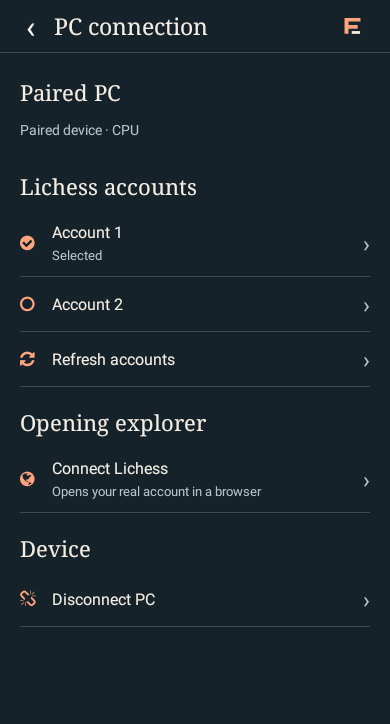 PC connection
Paired PC
Paired device · CPU
Lichess accounts
Account 1
Selected
Account 2
Refresh accounts
Opening explorer
Connect Lichess
Opens your real account in a browser
Device
Disconnect PC